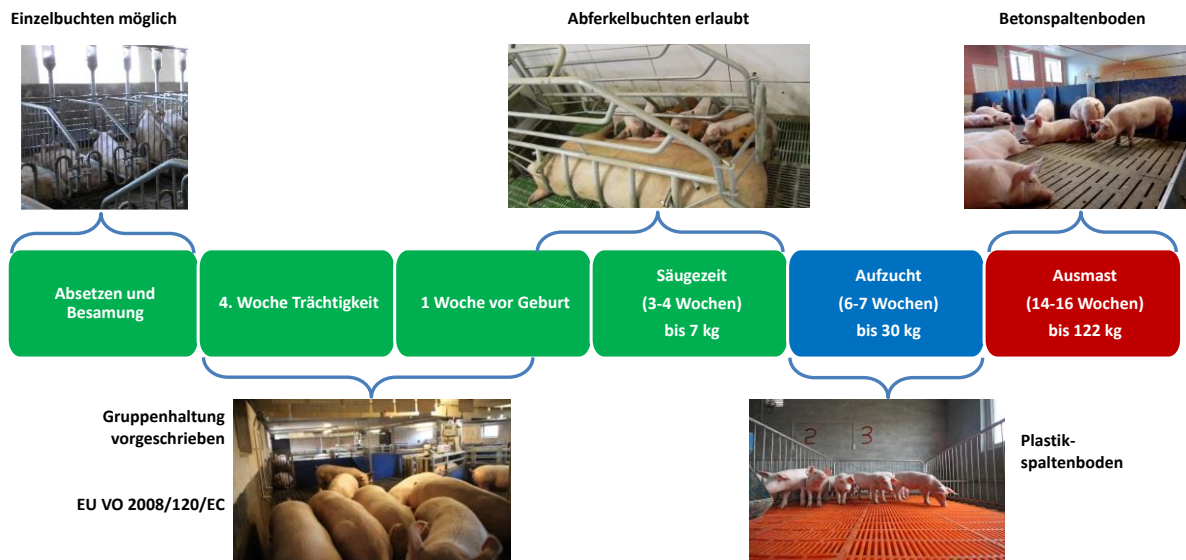 Einzelbuchten möglich
Abferkelbuchten erlaubt
Betonspaltenboden
Absetzen und
Besamung
4. Woche Trächtigkeit
1 Woche vor Geburt
Säugezeit
(3-4 Wochen)
bis 7 kg
Aufzucht
(6-7 Wochen)
bis 30 kg
Ausmast
(14-16 Wochen)
bis 122 kg
Gruppenhaltung
vorgeschrieben
EU VO 2008/120/EC
2
3
Plastik-
spaltenboden